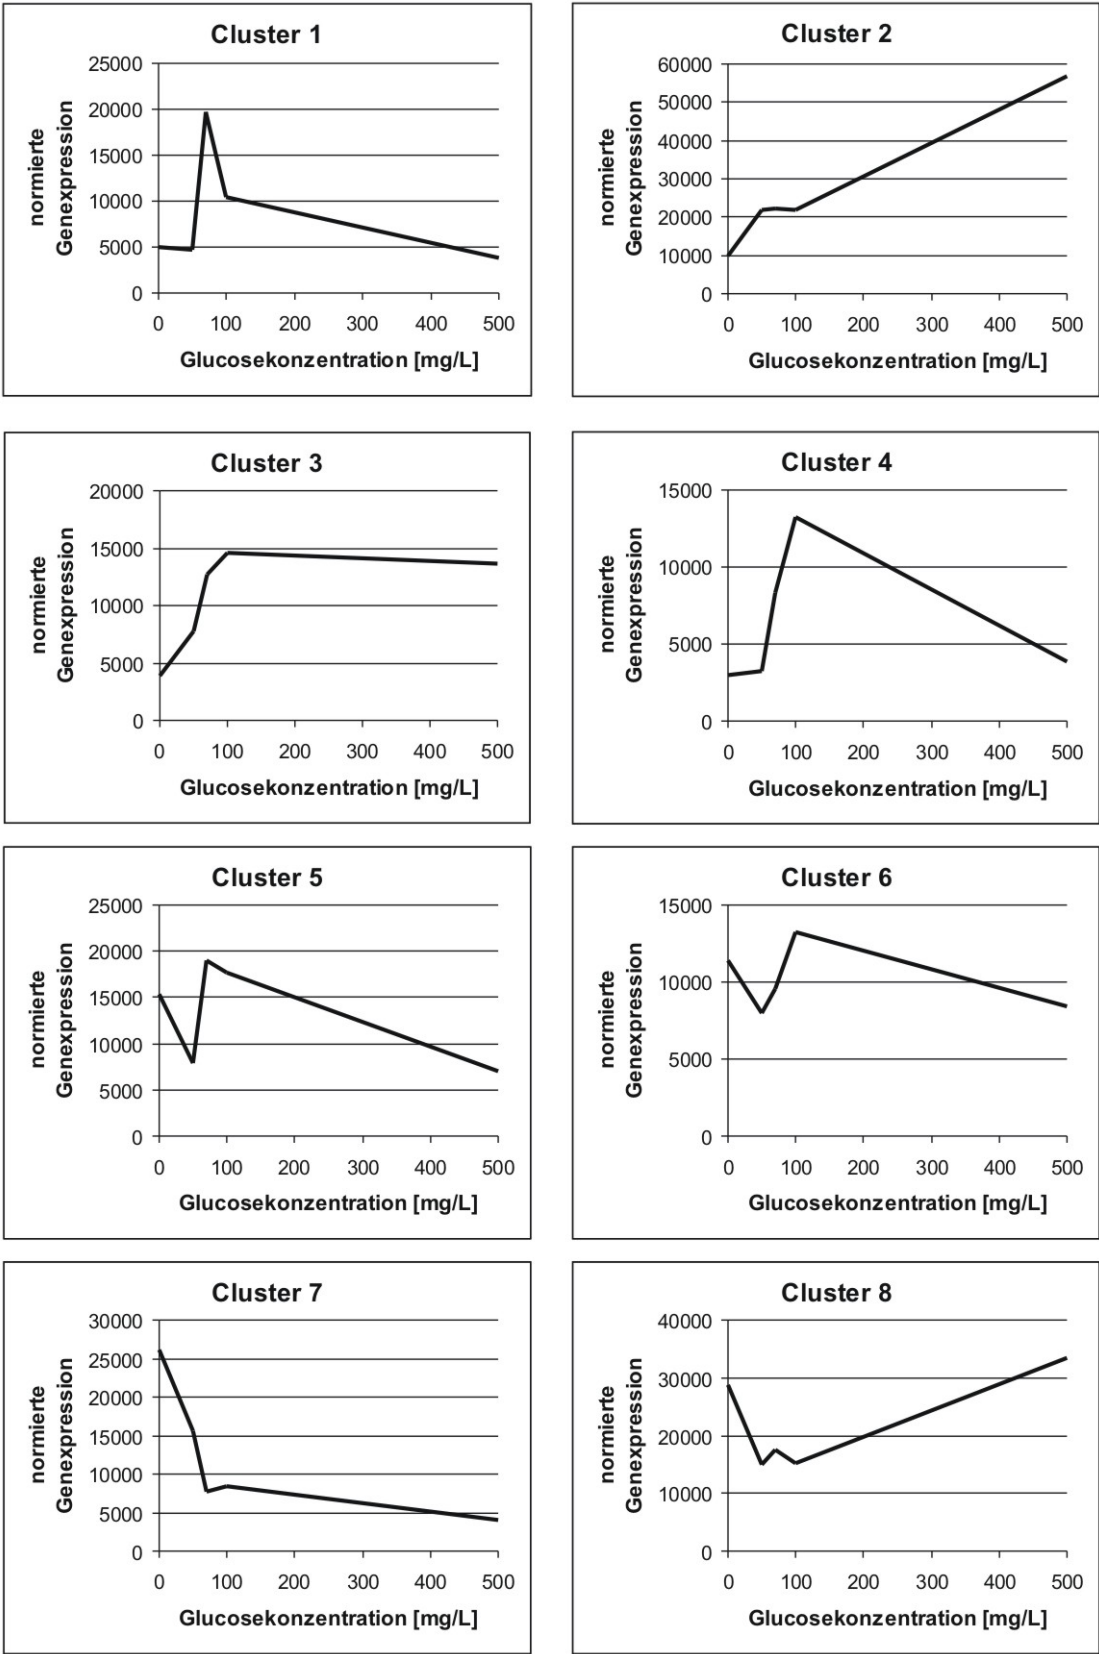 Cluster 1
normierte
Genexpression
25000
20000
15000
10000
5000
0
0 100 200 300 400 500
Glucosekonzentration [mg/L]
Cluster 2
normierte
Genexpression
60000
50000
40000
30000
20000
10000
0
0 100 200 300 400 500
Glucosekonzentration [mg/L]
Cluster 3
normierte
Genexpression
20000
15000
10000
5000
0
0 100 200 300 400 500
Glucosekonzentration [mg/L]
Cluster 4
normierte
Genexpression
15000
10000
5000
0
0 100 200 300 400 500
Glucosekonzentration [mg/L]
Cluster 5
normierte
Genexpression
25000
20000
15000
10000
5000
0
0 100 200 300 400 500
Glucosekonzentration [mg/L]
Cluster 6
normierte
Genexpression
15000
10000
5000
0
0 100 200 300 400 500
Glucosekonzentration [mg/L]
Cluster 7
normierte
Genexpression
30000
25000
20000
15000
10000
5000
0
0 100 200 300 400 500
Glucosekonzentration [mg/L]
Cluster 8
normierte
Genexpression
40000
30000
20000
10000
0
0 100 200 300 400 500
Glucosekonzentration [mg/L]